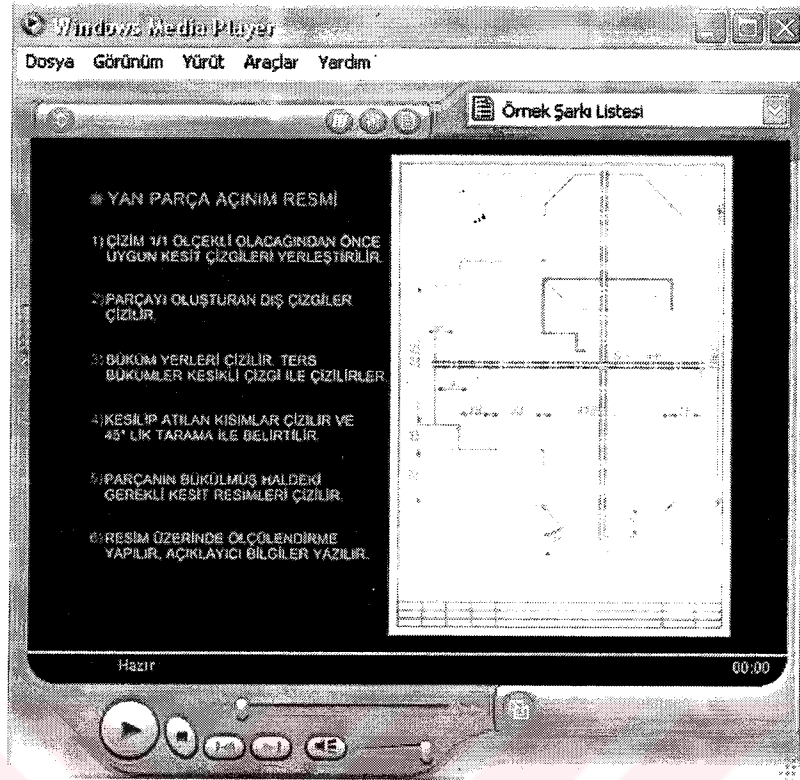 Windows Media Player
Dosya Görünüm Yürüt Araçlar Yardım
Örnek Şarkı Listesi
YAN PARÇA AÇINIM RESMİ
1) ÇİZİM 1/1 ÖLÇEKLİ OLACAĞINDAN ÖNCE
UYGUN KESİT ÇİZGİLERİ YERLEŞTİRİLİR.
2) PARÇAYI OLUŞTURAN DIŞ ÇİZGİLER
ÇİZİLİR.
3) BÜKÜM YERLERİ ÇİZİLİR. TERS
BÜKÜMLER KESİKLİ ÇİZGİ İLE ÇİZİLİRLER.
4) KESİLİP ATILAN KISIMLAR ÇİZİLİR VE
45° LİK TARAMA İLE BELİRTİLİR.
5) PARÇANIN BÜKÜLMÜŞ HALDEKİ
GEREKLİ KESİT RESİMLERİ ÇİZİLİR.
6) RESİM ÜZERİNDE ÖLÇÜLENDİRME
YAPILIR, AÇIKLAYICI BİLGİLER YAZILIR.
Hazır
00:00